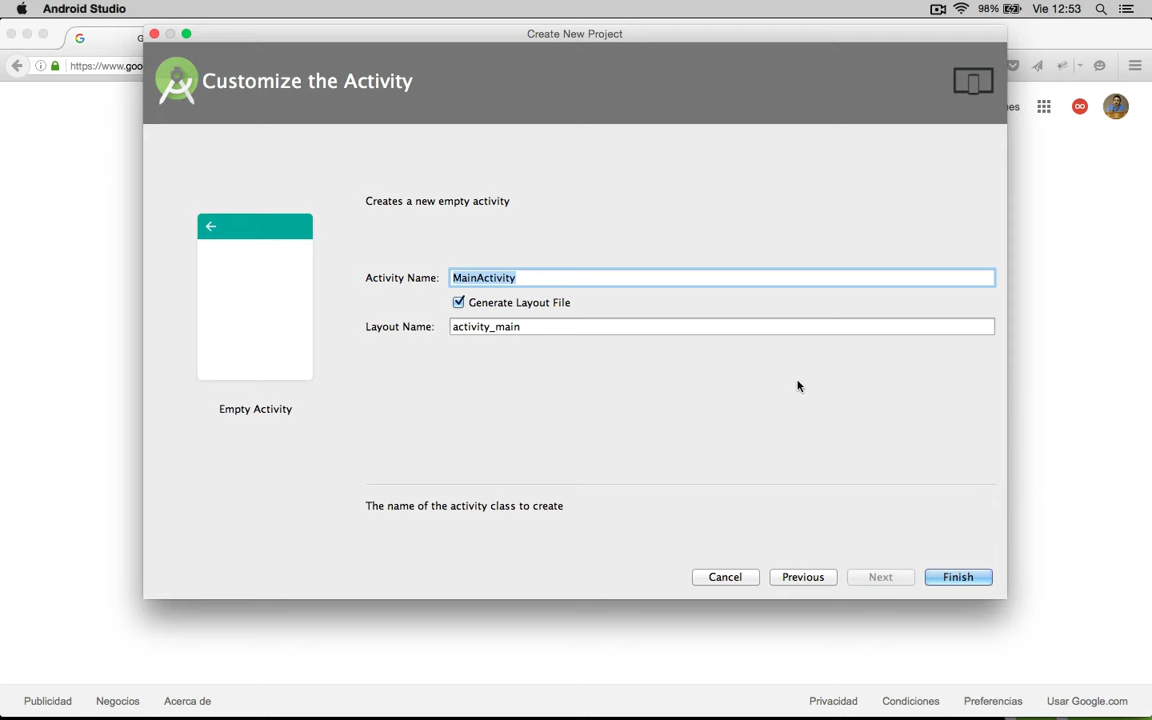 Android Studio 98% Vie 12:53
Create New Project
G
https://www.goo
Customize the Activity
es
Creates a new empty activity
Activity Name: MainActivity
Generate Layout File
Layout Name: activity_main
Empty Activity
The name of the activity class to create
Cancel Previous Next Finish
Publicidad Negocios Acerca de Privacidad Condiciones Preferencias Usar Google.com